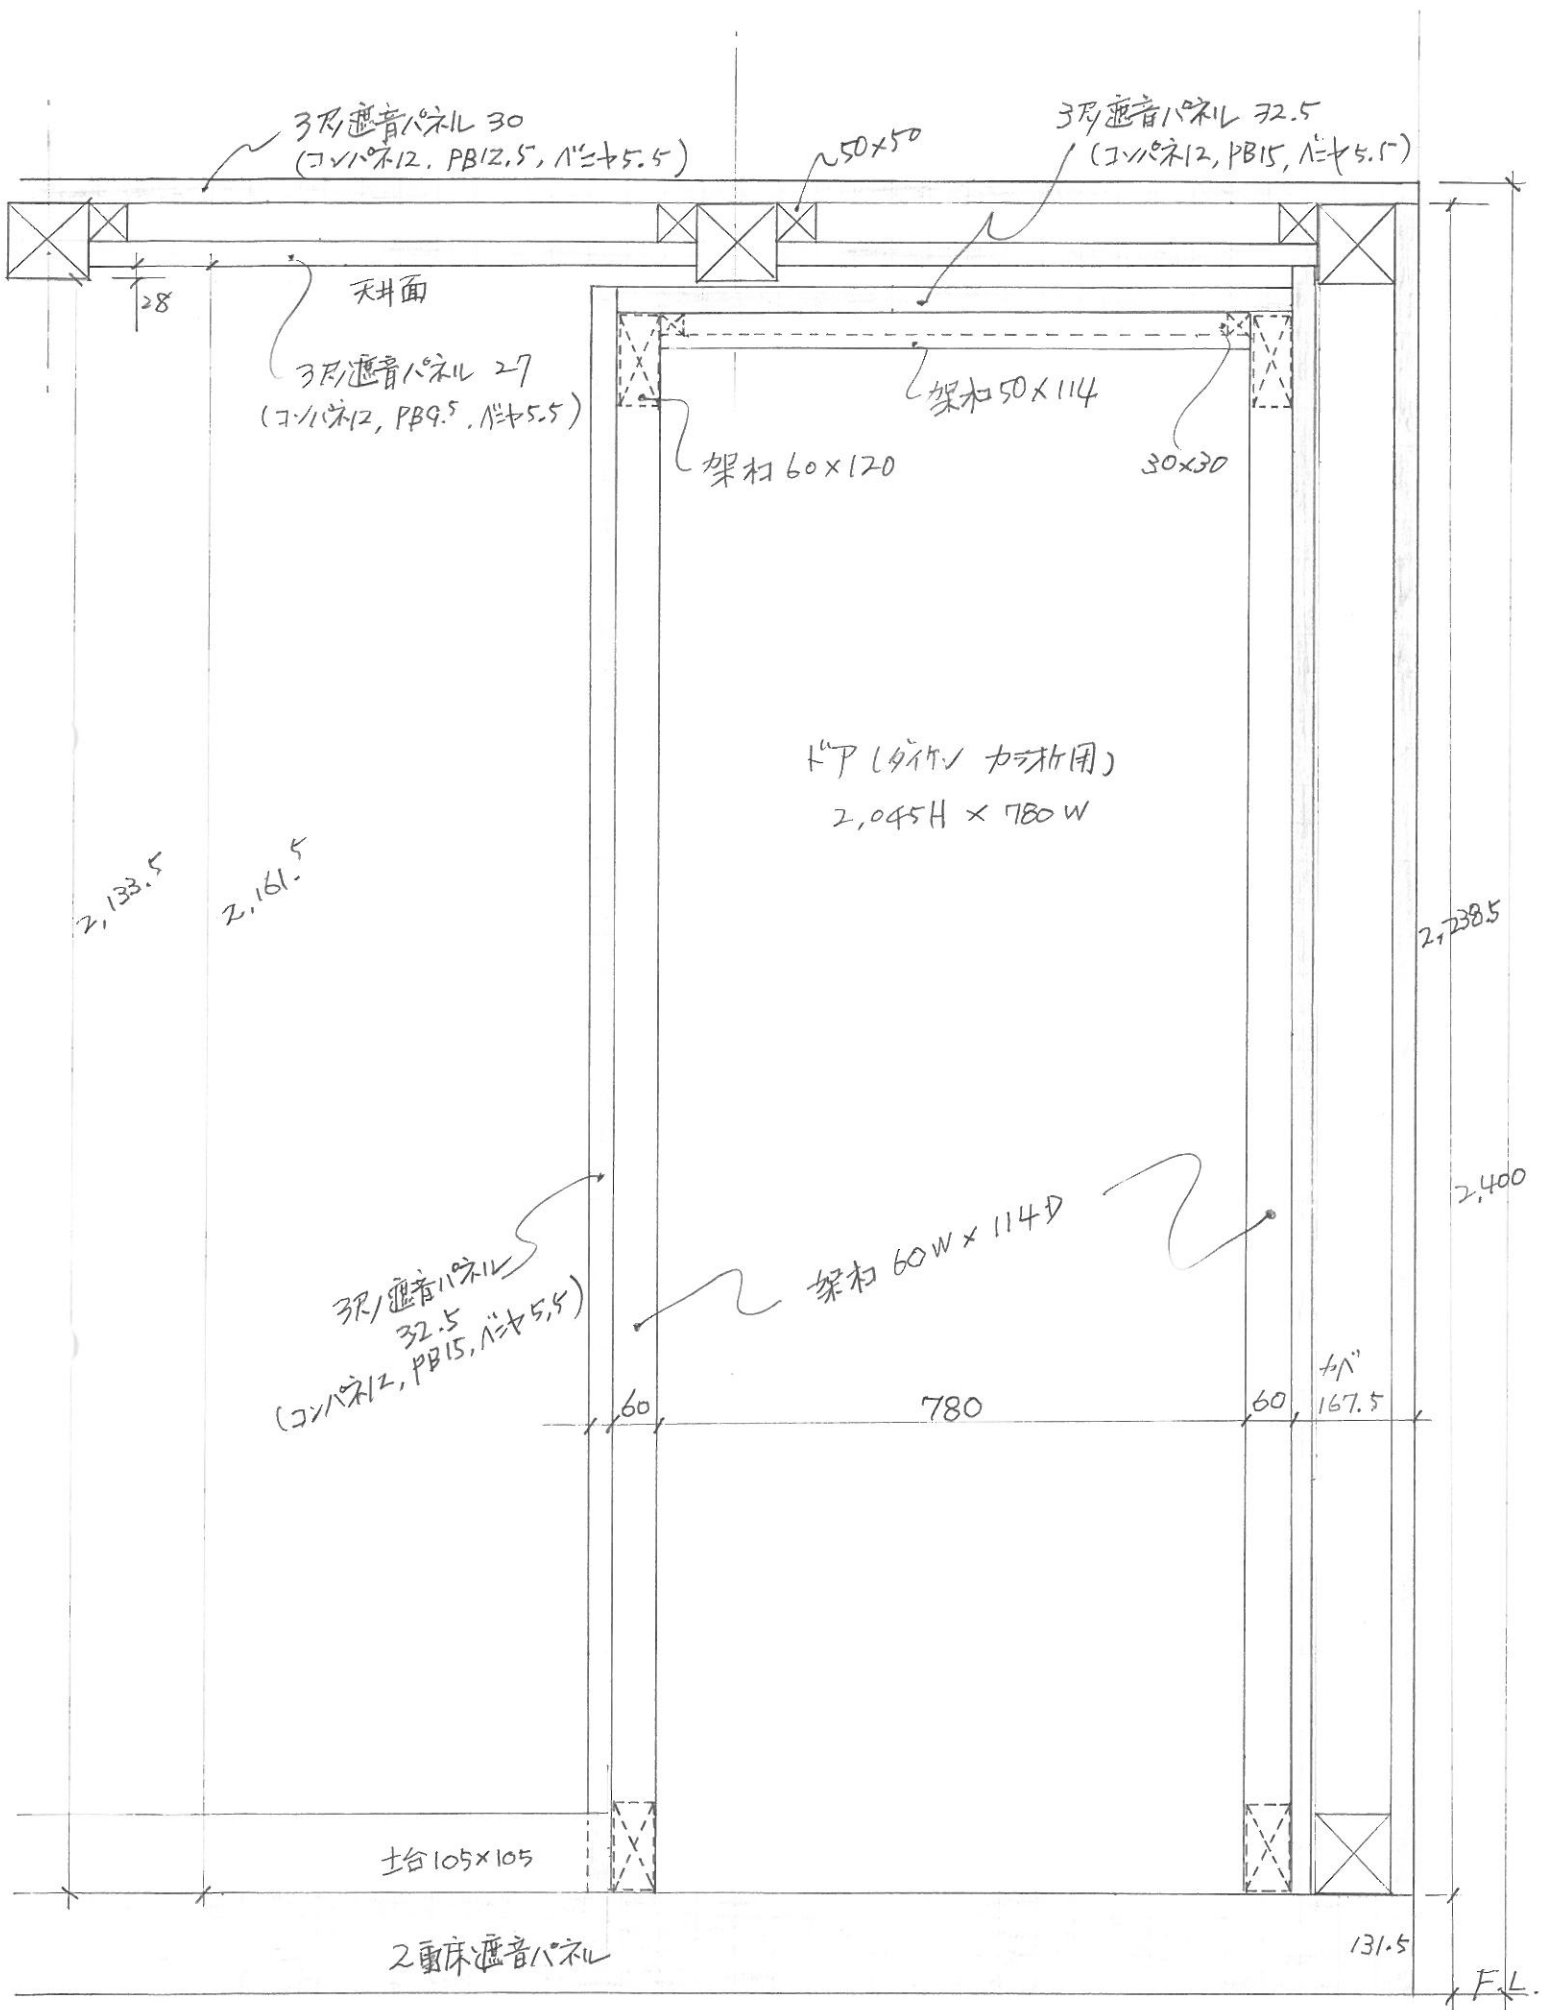 3尺遮音パネル 30
(コンパネ12, PB12.5, ベニヤ5.5)
50×50
3尺遮音パネル 32.5
(コンパネ12, PB15, ベニヤ5.5)
28
天井面
3尺遮音パネル 27
(コンパネ12, PB9.5, ベニヤ5.5)
架材 50×114
架材 60×120
30×30
ドア (ダイケン カラオケ用)
2,045H × 780W
2,133.5
2,161.5
2,238.5
2,400
架材 60W×114D
3尺遮音パネル
32.5
(コンパネ12, PB15, ベニヤ5.5)
カベ
60
780
60
167.5
土台105×105
2重床遮音パネル
131.5
F.L.